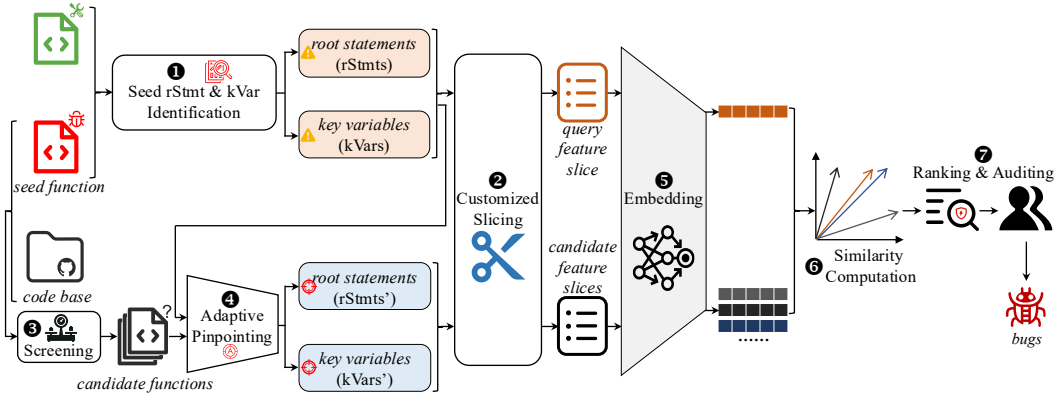 ❶
Seed rStmt & kVar
Identification
root statements
(rStmts)
key variables
(kVars)
seed function
code base
❸
Screening
?
candidate functions
❹
Adaptive
Pinpointing
root statements
(rStmts’)
key variables
(kVars’)
❷
Customized
Slicing
query
feature
slice
candidate
feature
slices
❺
Embedding
......
❻
Similarity
Computation
❼
Ranking & Auditing
bugs